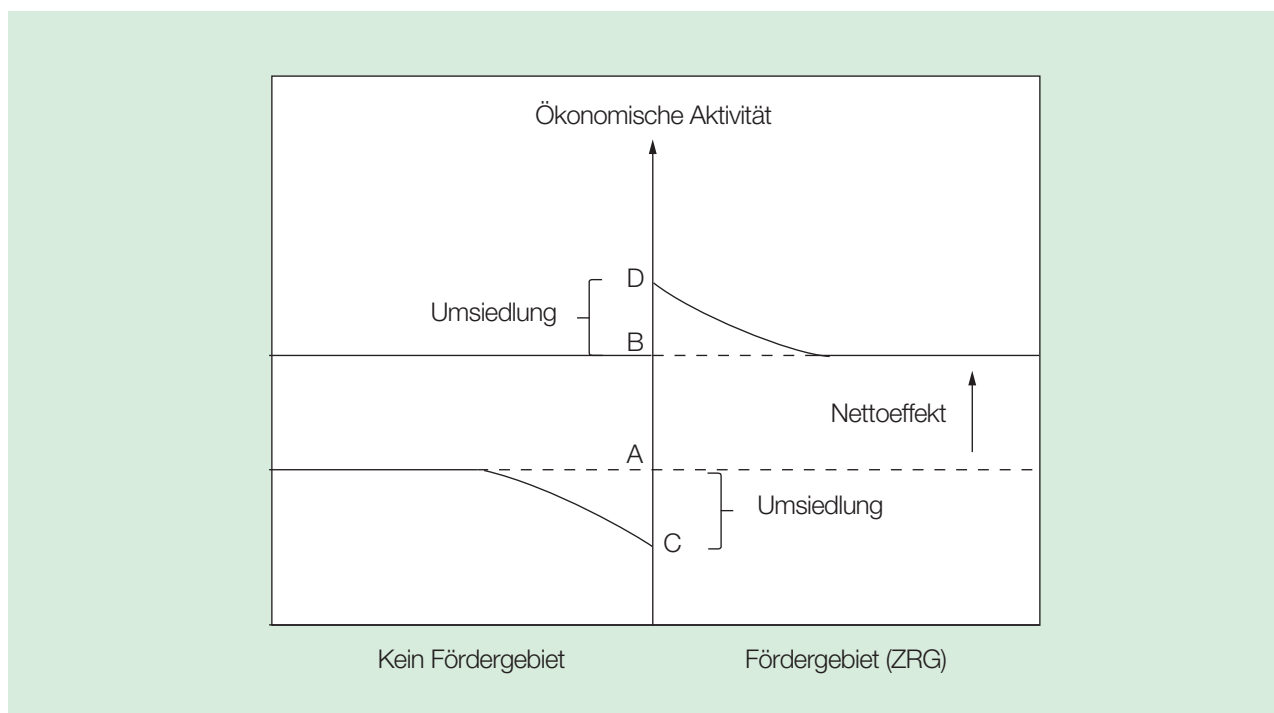 Ökonomische Aktivität
D
Umsiedlung
B
Nettoeffekt
A
Umsiedlung
C
Kein Fördergebiet
Fördergebiet (ZRG)